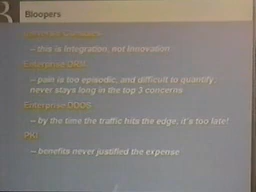 Bloopers
– this is integration, not innovation
Enterprise DRM
– pain is too episodic, and difficult to quantify,
never stays long in the top 3 concerns
Enterprise DDOS
– by the time the traffic hits the edge, it's too late!
PKI
– benefits never justified the expense